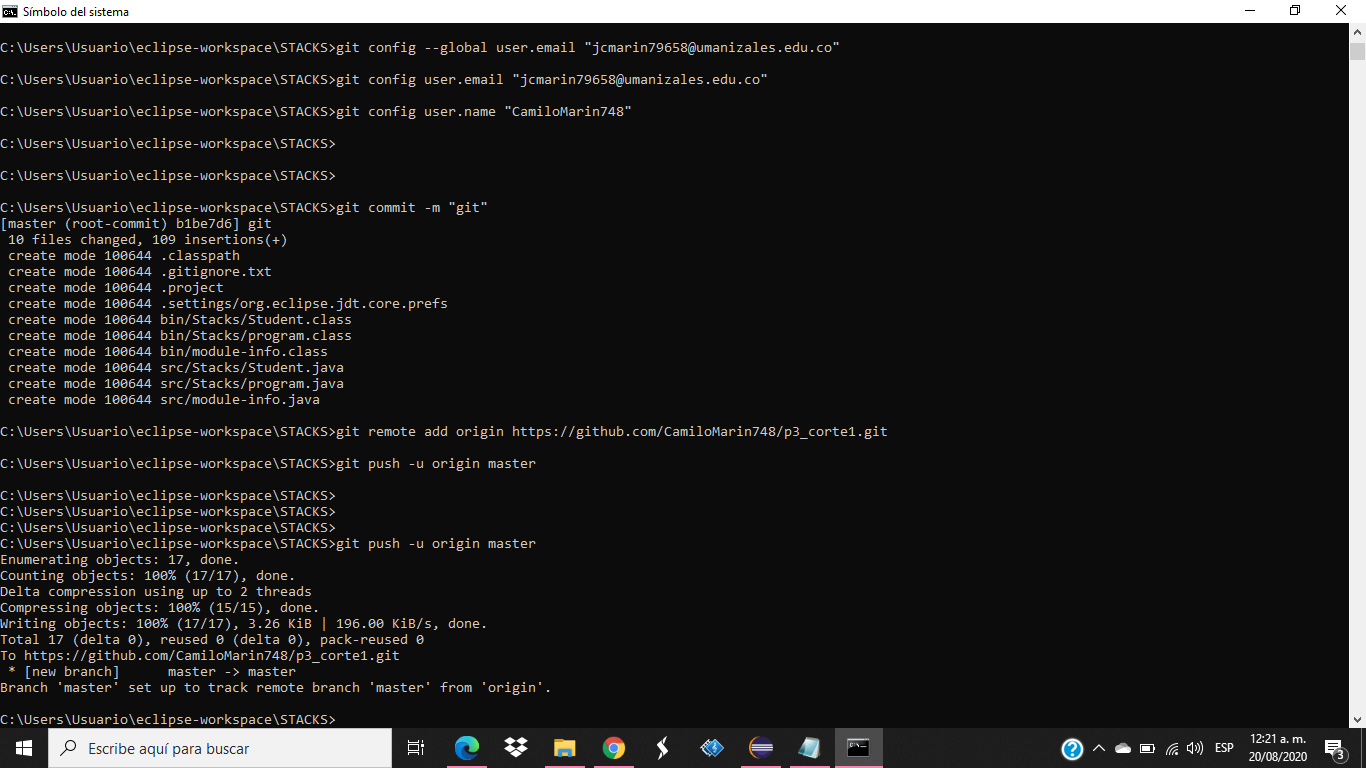 Símbolo del sistema
C:\Users\Usuario\eclipse-workspace\STACKS>git config --global user.email "jcmarin79658@umanizales.edu.co"
C:\Users\Usuario\eclipse-workspace\STACKS>git config user.email "jcmarin79658@umanizales.edu.co"
C:\Users\Usuario\eclipse-workspace\STACKS>git config user.name "CamiloMarin748"
C:\Users\Usuario\eclipse-workspace\STACKS>
C:\Users\Usuario\eclipse-workspace\STACKS>
C:\Users\Usuario\eclipse-workspace\STACKS>git commit -m "git"
[master (root-commit) b1be7d6] git
 10 files changed, 109 insertions(+)
 create mode 100644 .classpath
 create mode 100644 .gitignore.txt
 create mode 100644 .project
 create mode 100644 .settings/org.eclipse.jdt.core.prefs
 create mode 100644 bin/Stacks/Student.class
 create mode 100644 bin/Stacks/program.class
 create mode 100644 bin/module-info.class
 create mode 100644 src/Stacks/Student.java
 create mode 100644 src/Stacks/program.java
 create mode 100644 src/module-info.java
C:\Users\Usuario\eclipse-workspace\STACKS>git remote add origin https://github.com/CamiloMarin748/p3_corte1.git
C:\Users\Usuario\eclipse-workspace\STACKS>git push -u origin master
C:\Users\Usuario\eclipse-workspace\STACKS>
C:\Users\Usuario\eclipse-workspace\STACKS>
C:\Users\Usuario\eclipse-workspace\STACKS>
C:\Users\Usuario\eclipse-workspace\STACKS>git push -u origin master
Enumerating objects: 17, done.
Counting objects: 100% (17/17), done.
Delta compression using up to 2 threads
Compressing objects: 100% (15/15), done.
Writing objects: 100% (17/17), 3.26 KiB | 196.00 KiB/s, done.
Total 17 (delta 0), reused 0 (delta 0), pack-reused 0
To https://github.com/CamiloMarin748/p3_corte1.git
 * [new branch]      master -> master
Branch 'master' set up to track remote branch 'master' from 'origin'.
C:\Users\Usuario\eclipse-workspace\STACKS>
Escribe aquí para buscar
ESP
12:21 a. m.
20/08/2020
3